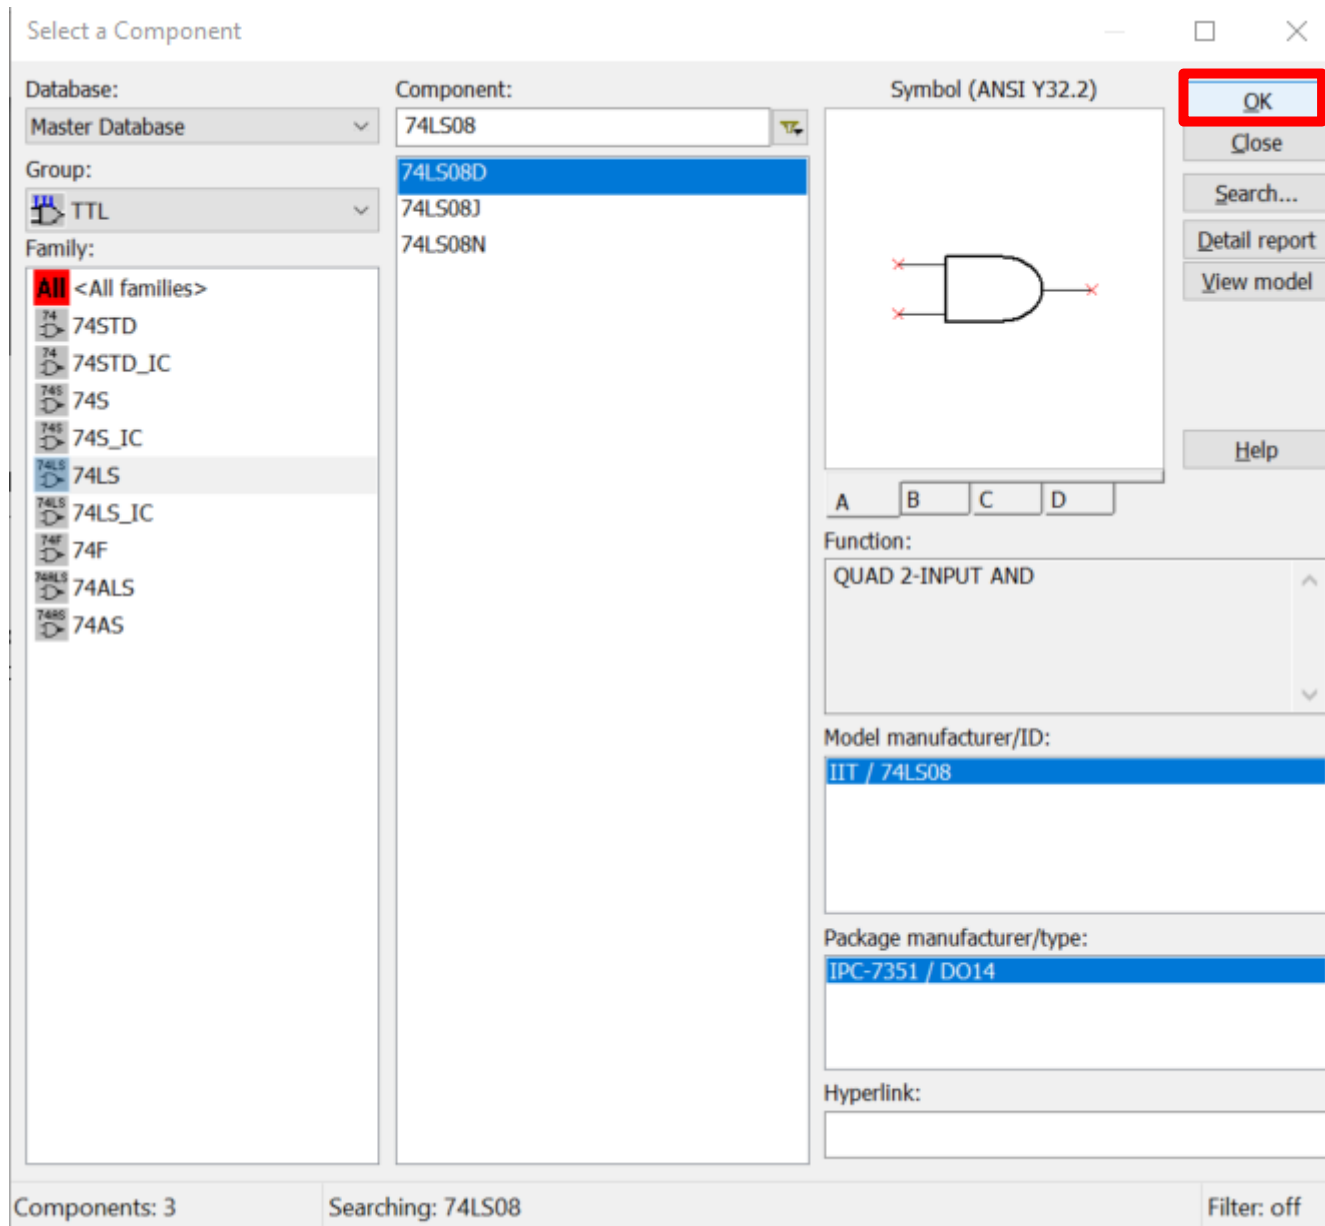 Select a Component
Database:
Master Database
Group:
TTL
Family:
All <All families>
74STD
74STD_IC
74S
74S_IC
74LS
74LS_IC
74F
74ALS
74AS
Component:
74LS08
74LS08D
74LS08J
74LS08N
Symbol (ANSI Y32.2)
A B C D
Function:
QUAD 2-INPUT AND
Model manufacturer/ID:
IIT / 74LS08
Package manufacturer/type:
IPC-7351 / DO14
Hyperlink:
OK
Close
Search...
Detail report
View model
Help
Components: 3
Searching: 74LS08
Filter: off